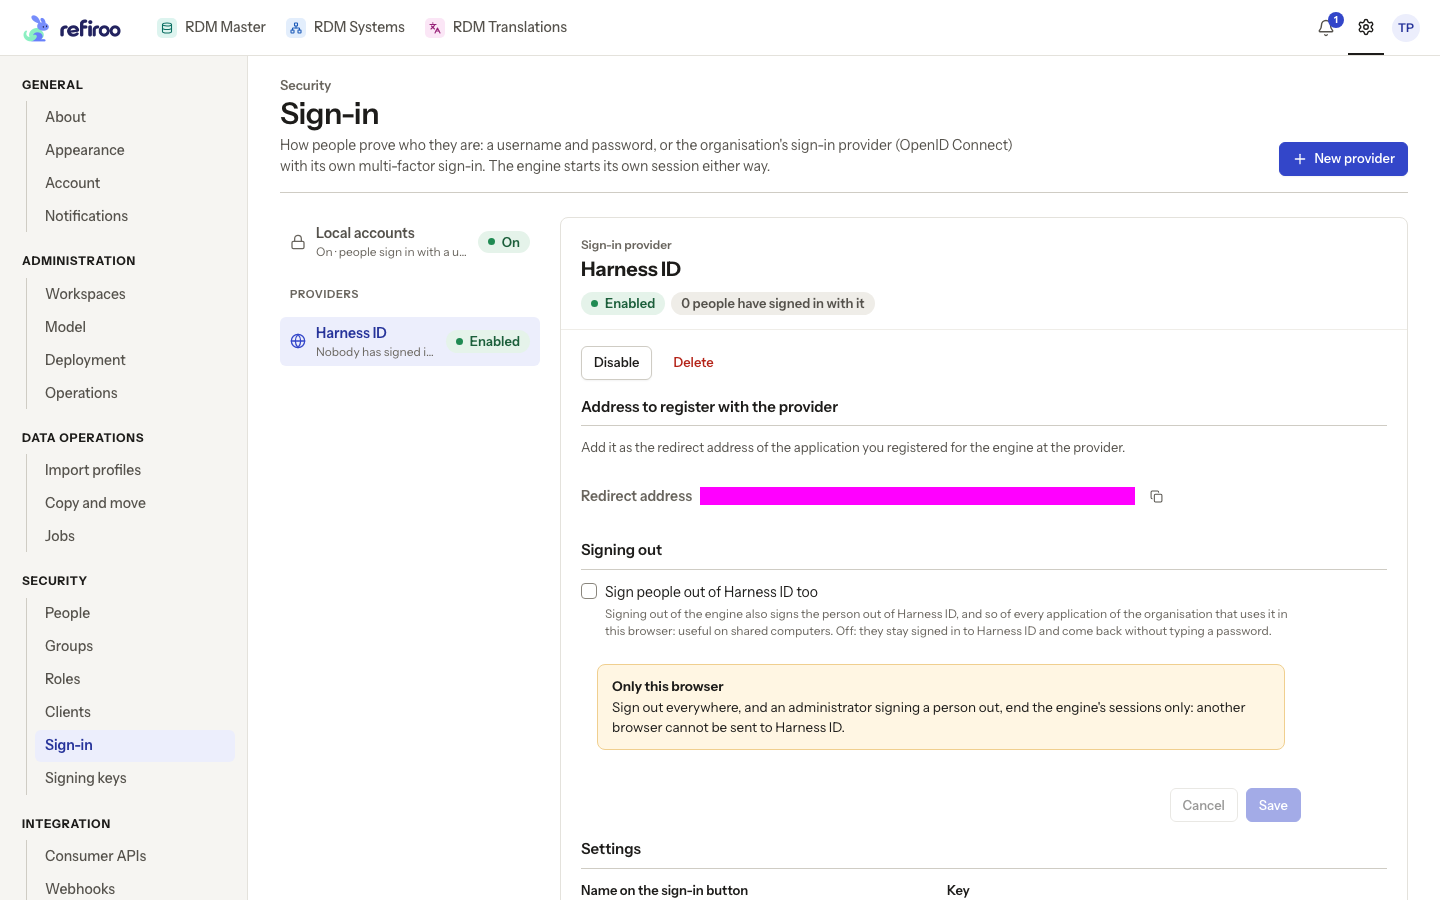 refiroo
RDM Master
RDM Systems
RDM Translations
1
TP
GENERAL
About
Appearance
Account
Notifications
ADMINISTRATION
Workspaces
Model
Deployment
Operations
DATA OPERATIONS
Import profiles
Copy and move
Jobs
SECURITY
People
Groups
Roles
Clients
Sign-in
Signing keys
INTEGRATION
Consumer APIs
Webhooks
Security
Sign-in
How people prove who they are: a username and password, or the organisation's sign-in provider (OpenID Connect)
with its own multi-factor sign-in. The engine starts its own session either way.
New provider
Local accounts
On · people sign in with a u...
On
PROVIDERS
Harness ID
Nobody has signed i...
Enabled
Sign-in provider
Harness ID
Enabled
0 people have signed in with it
Disable
Delete
Address to register with the provider
Add it as the redirect address of the application you registered for the engine at the provider.
Redirect address
Signing out
Sign people out of Harness ID too
Signing out of the engine also signs the person out of Harness ID, and so of every application of the organisation that uses it in
this browser: useful on shared computers. Off: they stay signed in to Harness ID and come back without typing a password.
Only this browser
Sign out everywhere, and an administrator signing a person out, end the engine's sessions only: another
browser cannot be sent to Harness ID.
Cancel
Save
Settings
Name on the sign-in button
Key